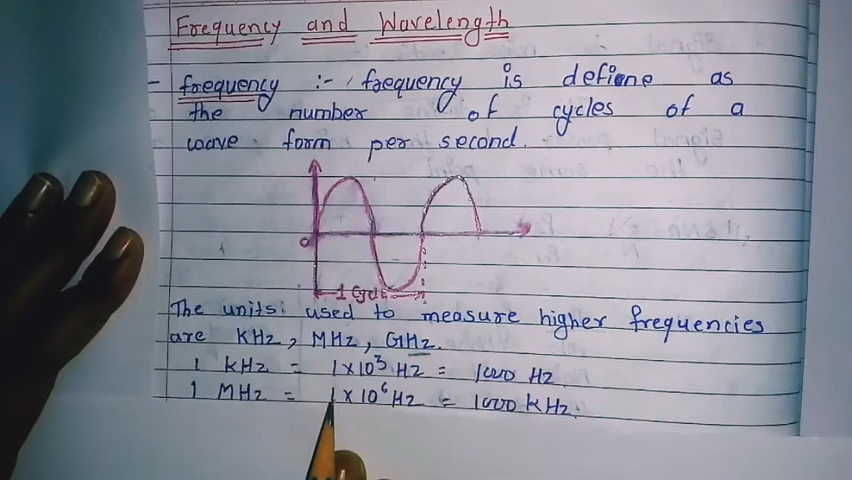 Frequency and Wavelength
- frequency :- frequency is define as
the number of cycles of a
wave form per second.
0
1 Cycle
The units used to measure higher frequencies
are KHz, MHz, GHz.
1 KHz = 1×10³ Hz = 1000 Hz
1 MHz = 1×10⁶ Hz = 1000 KHz.